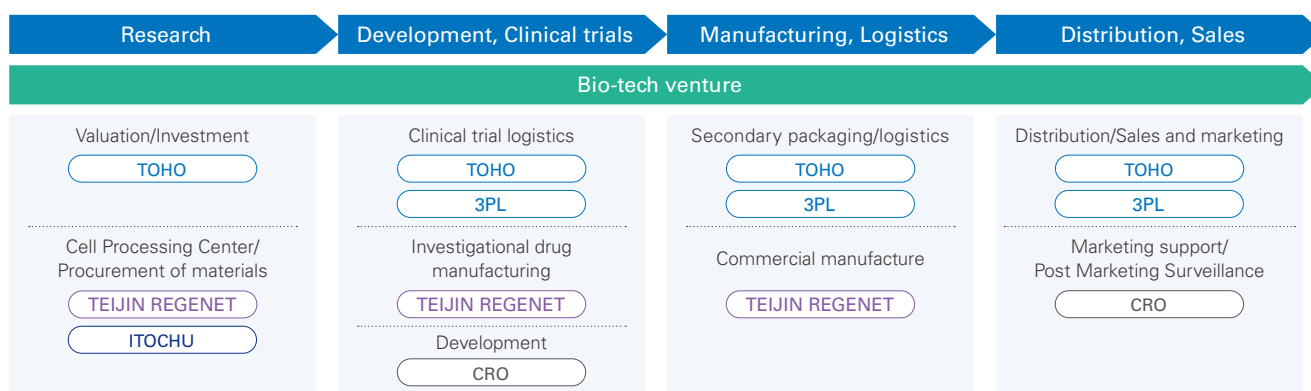 Research
Development, Clinical trials
Manufacturing, Logistics
Distribution, Sales
Bio-tech venture
Valuation/Investment
TOHO
Cell Processing Center/
Procurement of materials
TEIJIN REGENET
ITOCHU
Clinical trial logistics
TOHO
3PL
Investigational drug
manufacturing
TEIJIN REGENET
Development
CRO
Secondary packaging/logistics
TOHO
3PL
Commercial manufacture
TEIJIN REGENET
Distribution/Sales and marketing
TOHO
3PL
Marketing support/
Post Marketing Surveillance
CRO